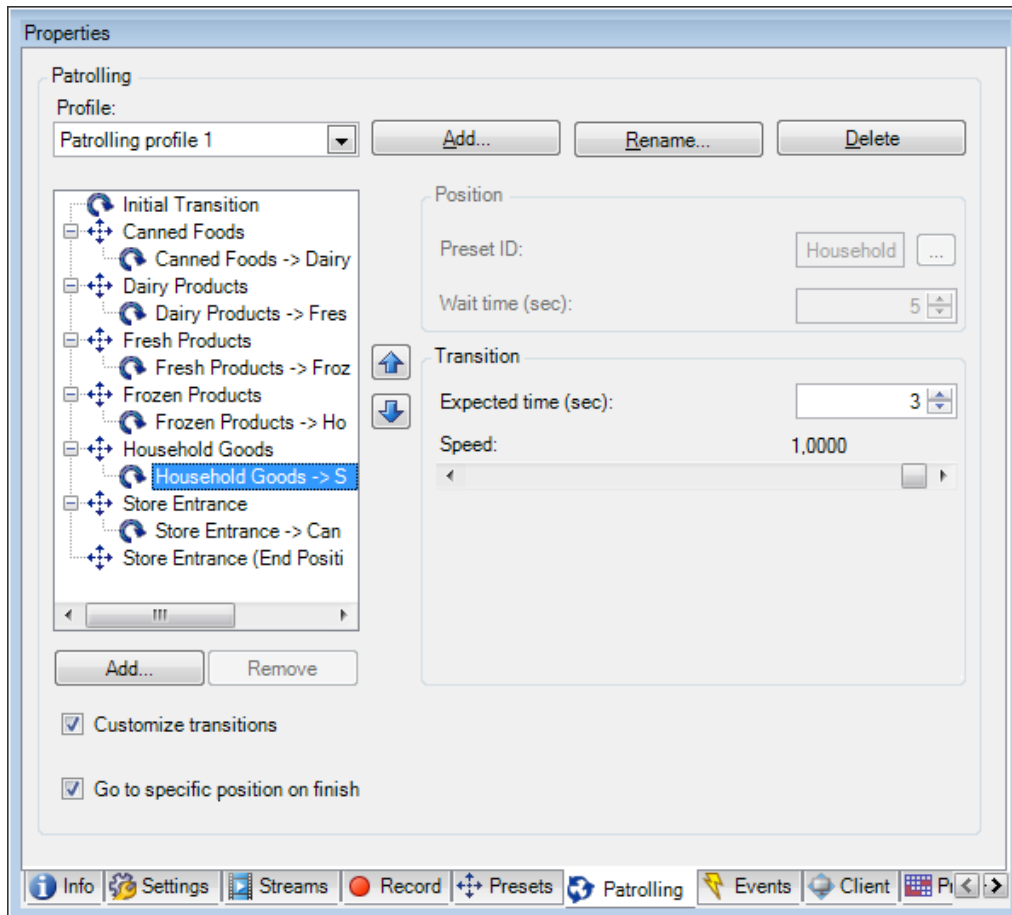 Properties
Patrolling
Profile:
Patrolling profile 1
Add...
Rename...
Delete
Initial Transition
Canned Foods
Canned Foods -> Dairy
Dairy Products
Dairy Products -> Fres
Fresh Products
Fresh Products -> Froz
Frozen Products
Frozen Products -> Ho
Household Goods
Household Goods -> S
Store Entrance
Store Entrance -> Can
Store Entrance (End Positi
Position
Preset ID:
Household
...
Wait time (sec):
5
Transition
Expected time (sec):
3
Speed:
1,0000
Add...
Remove
Customize transitions
Go to specific position on finish
Info Settings Streams Record Presets Patrolling Events Client